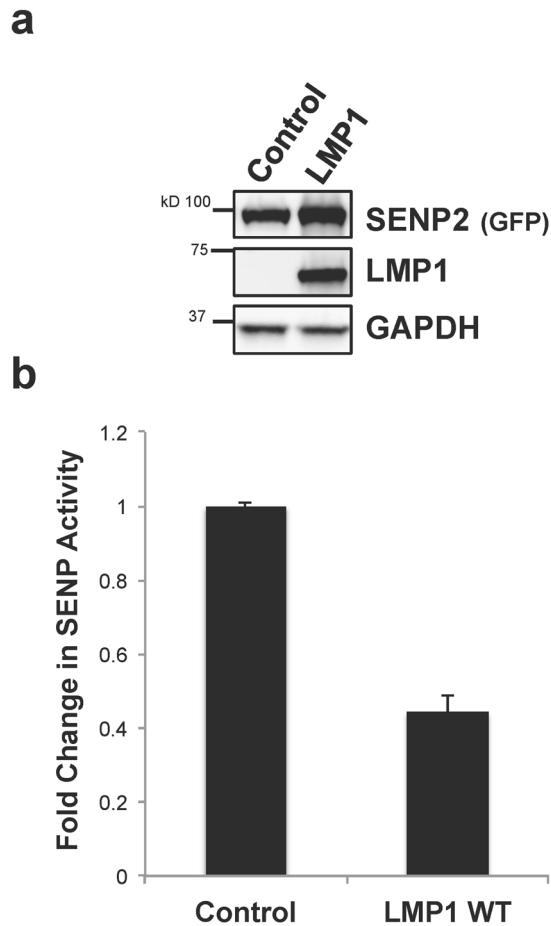 a
Control
LMP1
kD 100
SENP2 (GFP)
75
LMP1
37
GAPDH
b
Fold Change in SENP Activity
1.2
1
0.8
0.6
0.4
0.2
0
Control
LMP1 WT